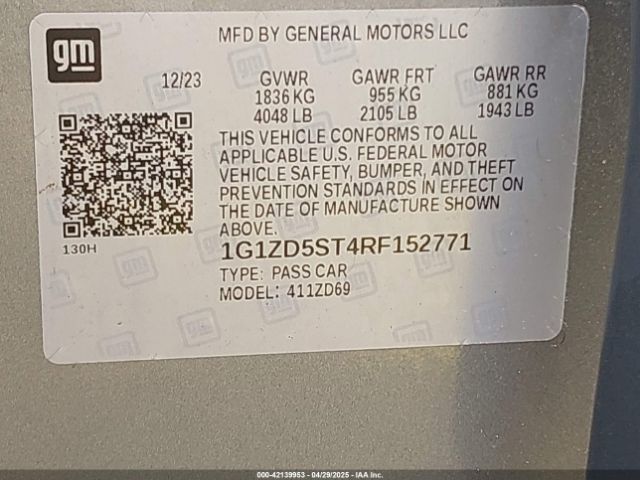 gm
MFD BY GENERAL MOTORS LLC
12/23 GVWR GAWR FRT GAWR RR
1836 KG 955 KG 881 KG
4048 LB 2105 LB 1943 LB
THIS VEHICLE CONFORMS TO ALL
APPLICABLE U.S. FEDERAL MOTOR
VEHICLE SAFETY, BUMPER, AND THEFT
PREVENTION STANDARDS IN EFFECT ON
THE DATE OF MANUFACTURE SHOWN
ABOVE.
130H
1G1ZD5ST4RF152771
TYPE: PASS CAR
MODEL: 411ZD69
000-42139953 - 04/29/2025 - IAA Inc.